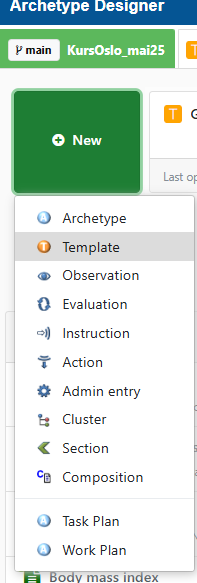 Archetype Designer
main KursOslo_mai25
T
New
T G
Last op
A Archetype
T Template
Observation
Evaluation
Instruction
Action
Admin entry
Cluster
Section
Composition
A Task Plan
A Work Plan
Body mass index